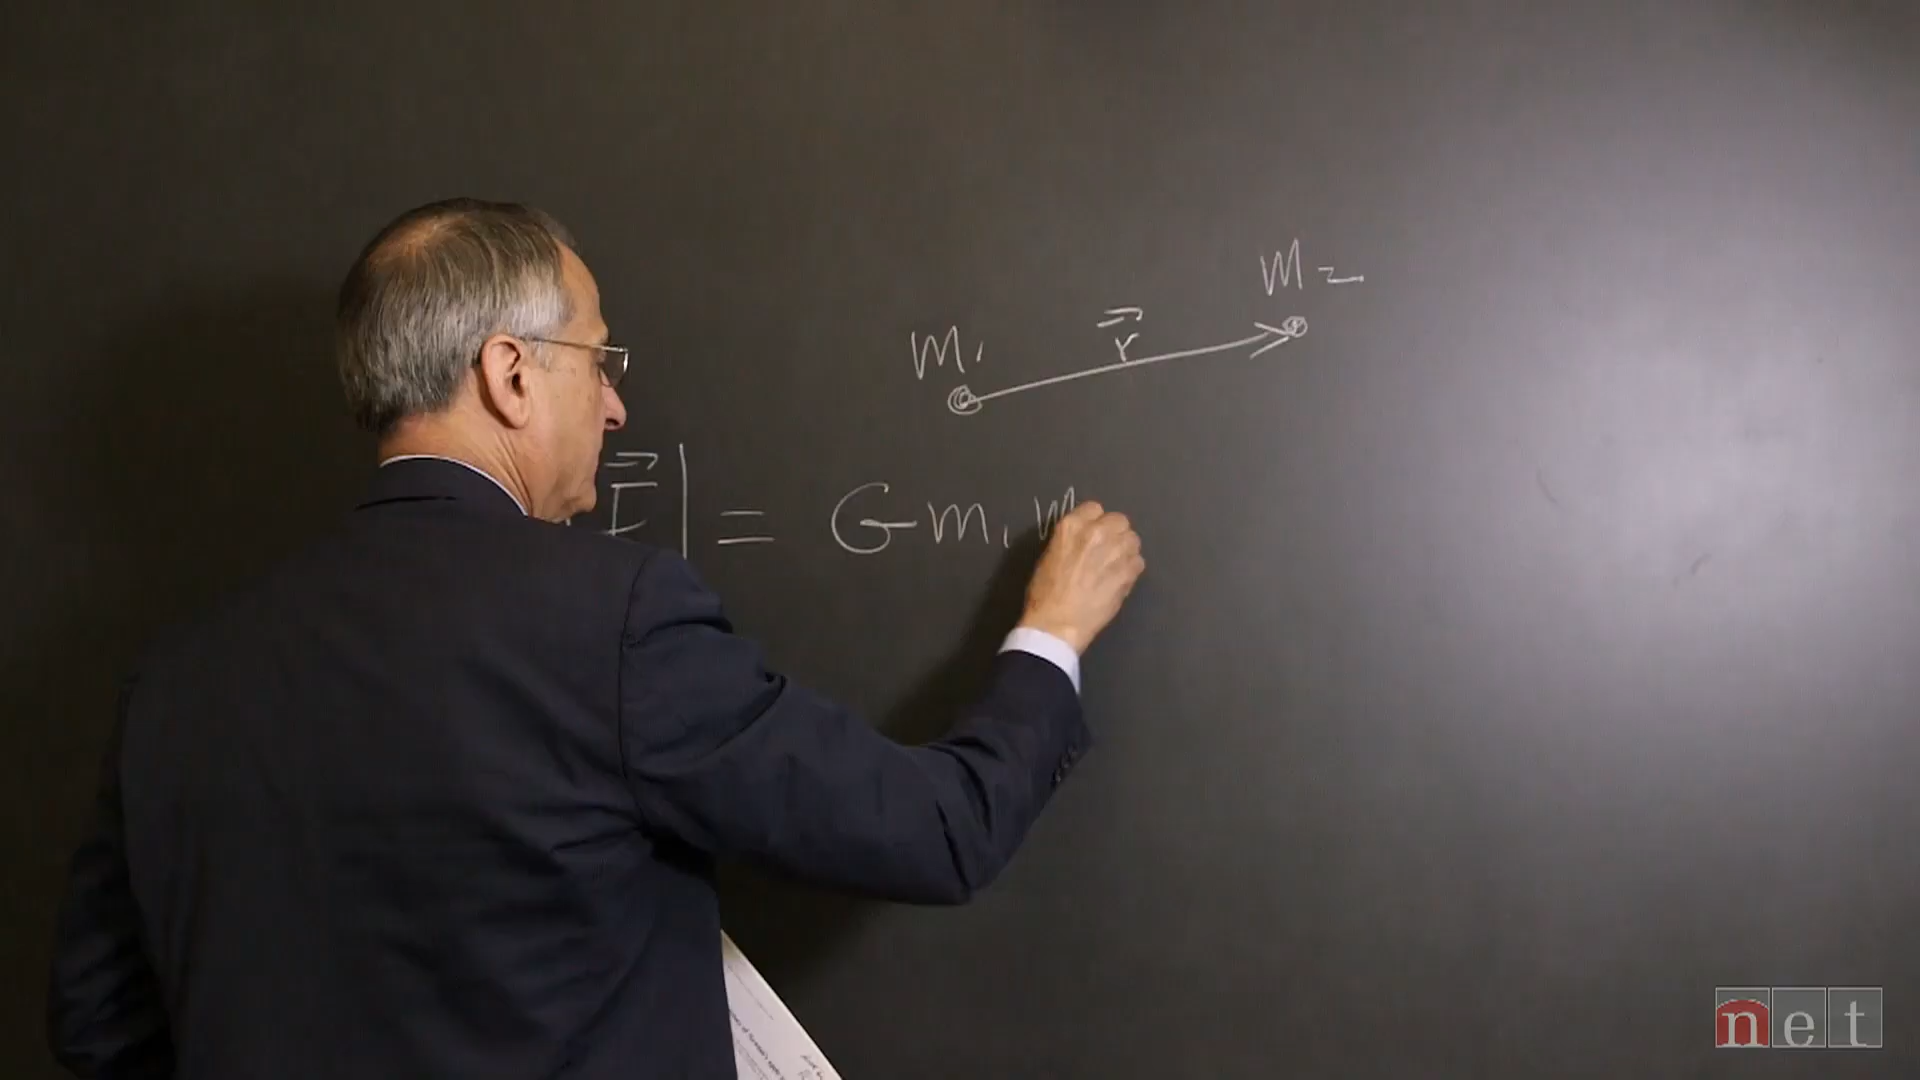 m₂
m₁
r⃗
F⃗| = Gm₁m
net